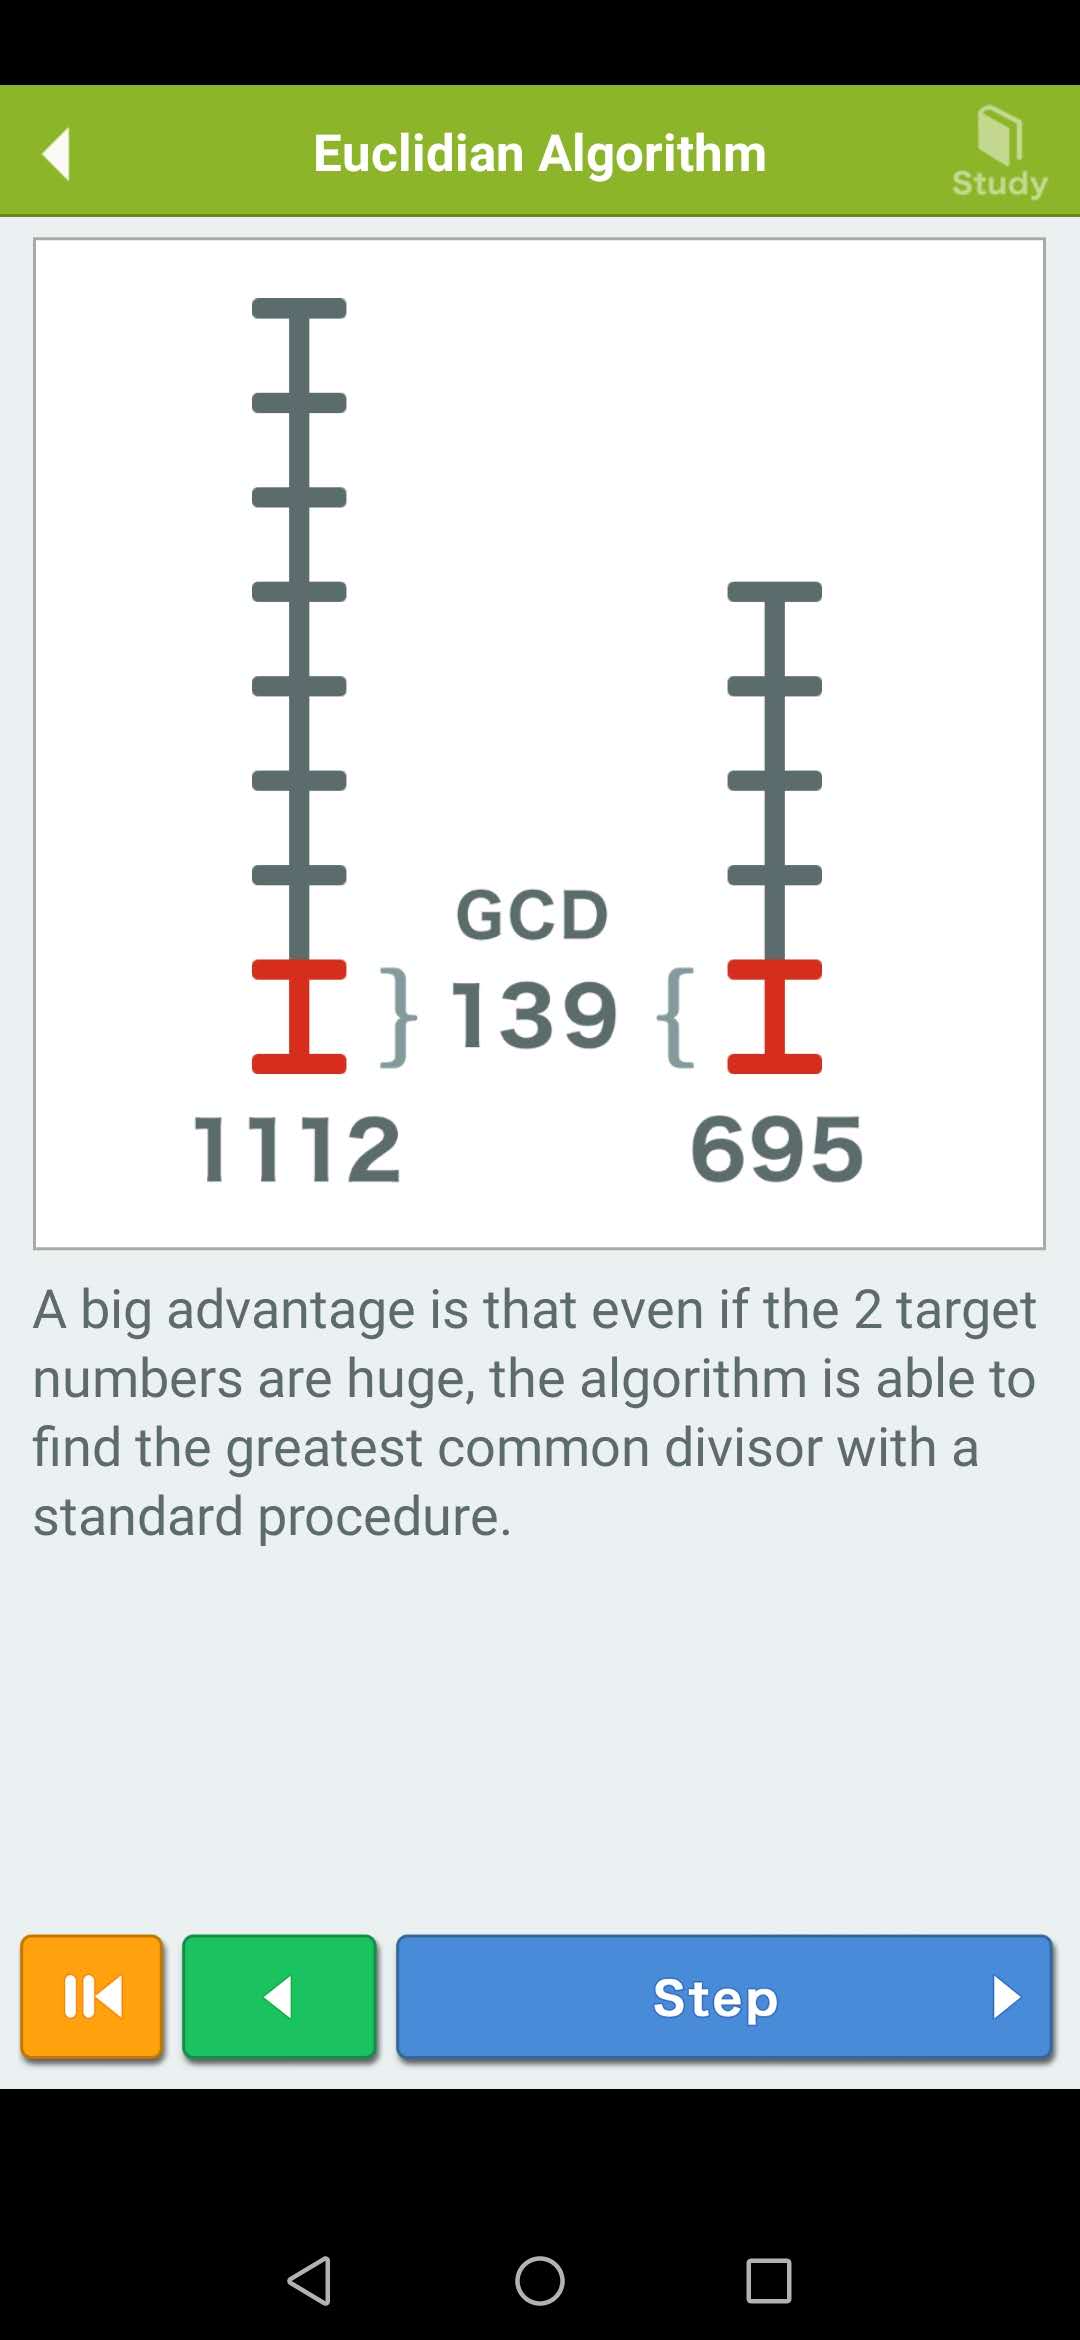 Euclidian Algorithm
Study
GCD
} 139 {
1112 695
A big advantage is that even if the 2 target
numbers are huge, the algorithm is able to
find the greatest common divisor with a
standard procedure.
Step